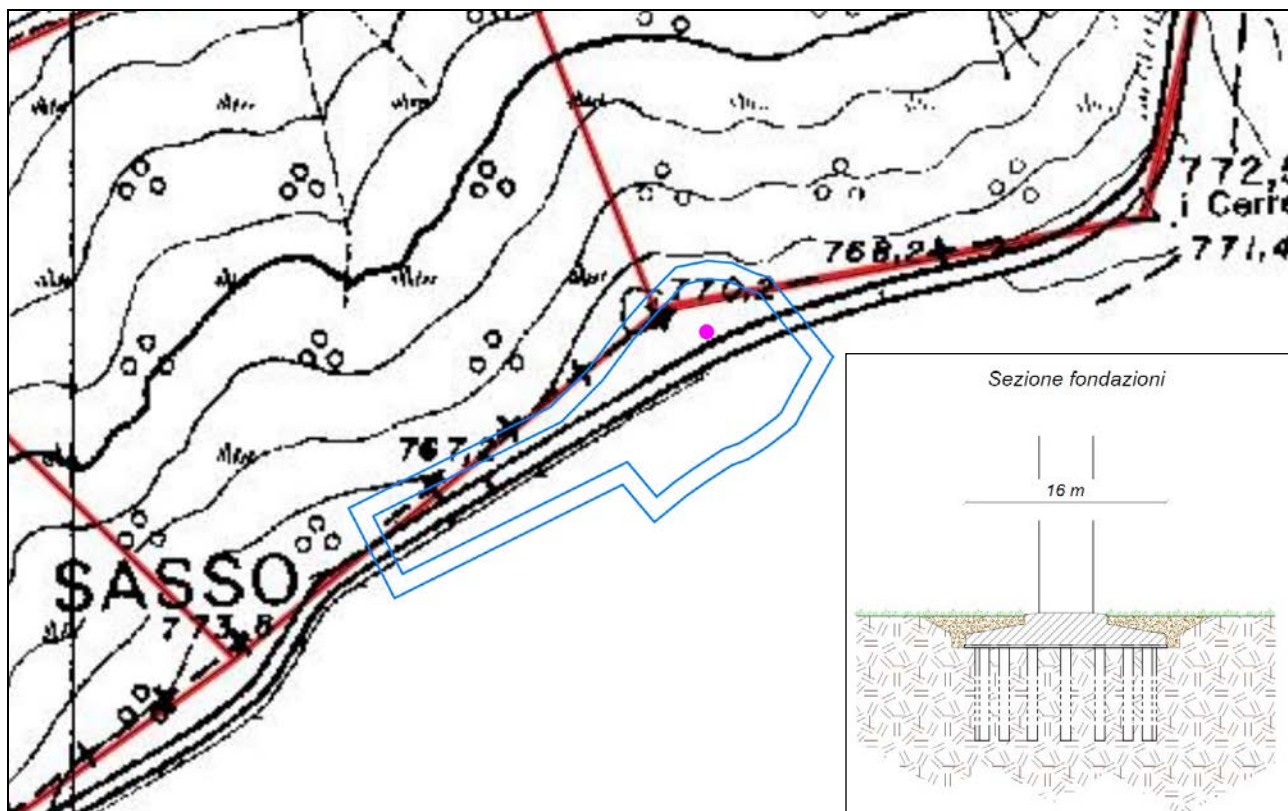 772,
i Cerr
768,2
771,4
770,2
767,
SASSO
773,8
Sezione fondazioni
16 m